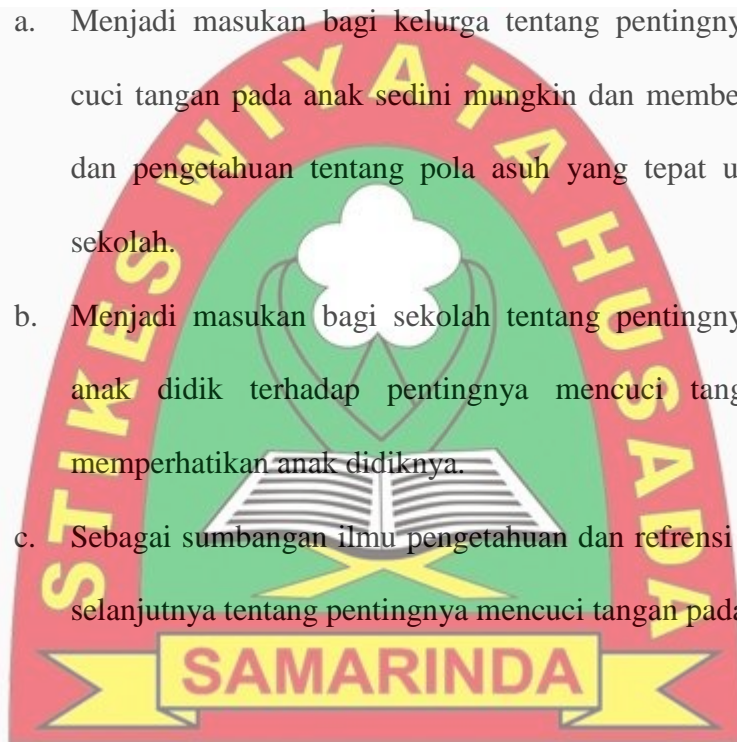 a. Menjadi masukan bagi kelurga tentang pentingny
cuci tangan pada anak sedini mungkin dan membe
dan pengetahuan tentang pola asuh yang tepat u
sekolah.
b. Menjadi masukan bagi sekolah tentang pentingny
anak didik terhadap pentingnya mencuci tang
memperhatikan anak didiknya.
c. Sebagai sumbangan ilmu pengetahuan dan refrensi
selanjutnya tentang pentingnya mencuci tangan pada
STIKES WIYATA HUSADA
SAMARINDA